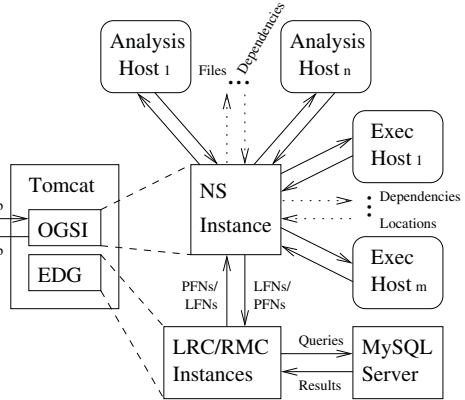 Analysis
Host 1
Files
Dependencies
Analysis
Host n
Exec
Host 1
Tomcat
OGSI
EDG
NS
Instance
Dependencies
Locations
Exec
Host m
PFNs/
LFNs
LFNs/
PFNs
LRC/RMC
Instances
Queries
Results
MySQL
Server